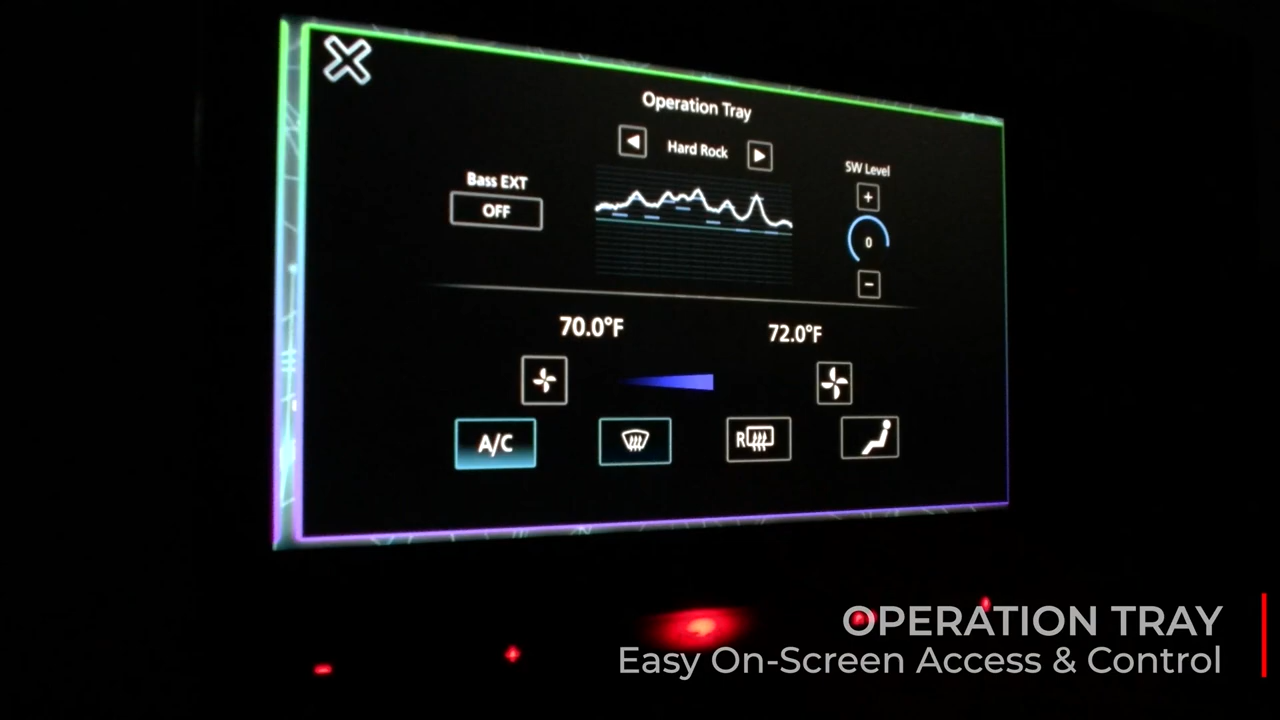 Operation Tray
Hard Rock
Bass EXT
OFF
SW Level
+
0
-
70.0°F
72.0°F
A/C
R
OPERATION TRAY
Easy On-Screen Access & Control